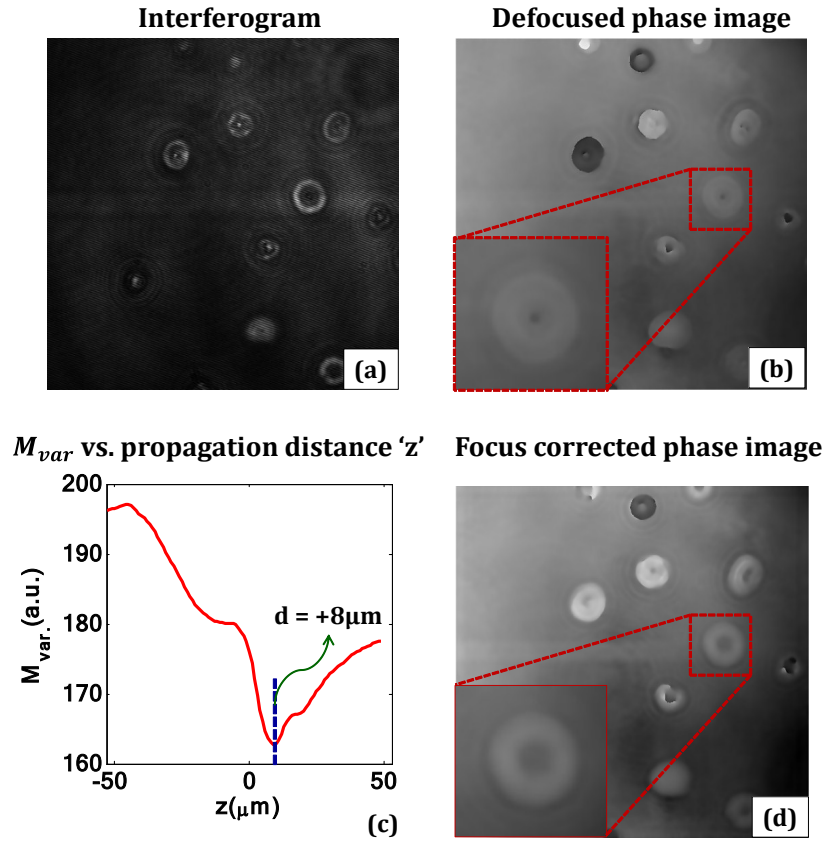 Interferogram
Defocused phase image
(a)
(b)
M_var vs. propagation distance ‘z’
Focus corrected phase image
200
190
180
170
160
M_var.(a.u.)
d = +8μm
-50
0
50
z(μm)
(c)
(d)